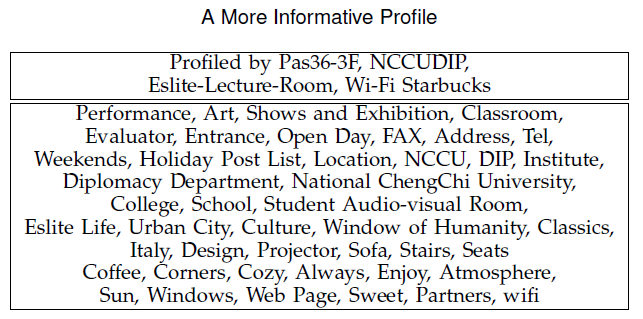 A More Informative Profile
Profiled by Pas36-3F, NCCUDIP,
Eslite-Lecture-Room, Wi-Fi Starbucks
Performance, Art, Shows and Exhibition, Classroom,
Evaluator, Entrance, Open Day, FAX, Address, Tel,
Weekends, Holiday Post List, Location, NCCU, DIP, Institute,
Diplomacy Department, National ChengChi University,
College, School, Student Audio-visual Room,
Eslite Life, Urban City, Culture, Window of Humanity, Classics,
Italy, Design, Projector, Sofa, Stairs, Seats
Coffee, Corners, Cozy, Always, Enjoy, Atmosphere,
Sun, Windows, Web Page, Sweet, Partners, wifi